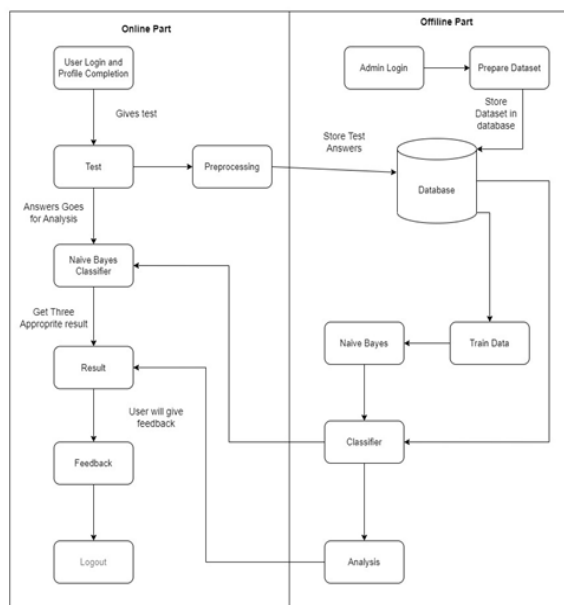 Online Part
Offiline Part
User Login and
Profile Completion
Admin Login
Prepare Dataset
Gives test
Store
Dataset in
database
Store Test
Answers
Test
Preprocessing
Database
Answers Goes
for Analysis
Naive Bayes
Classifier
Get Three
Approprite result
Naive Bayes
Train Data
Result
User will give
feedback
Classifier
Feedback
Logout
Analysis